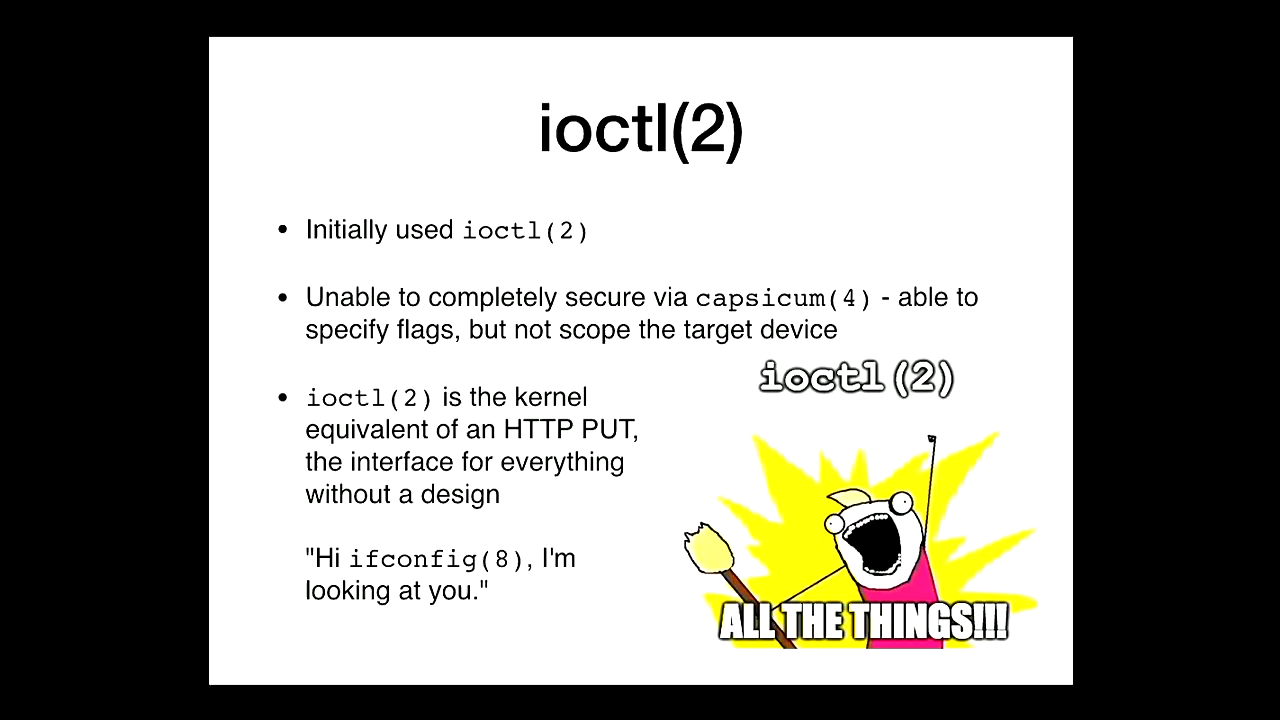 ioctl(2)
• Initially used ioctl(2)
• Unable to completely secure via capsicum(4) - able to
specify flags, but not scope the target device
• ioctl(2) is the kernel
equivalent of an HTTP PUT,
the interface for everything
without a design
"Hi ifconfig(8), I'm
looking at you."
ioctl(2)
ALL THE THINGS!!!